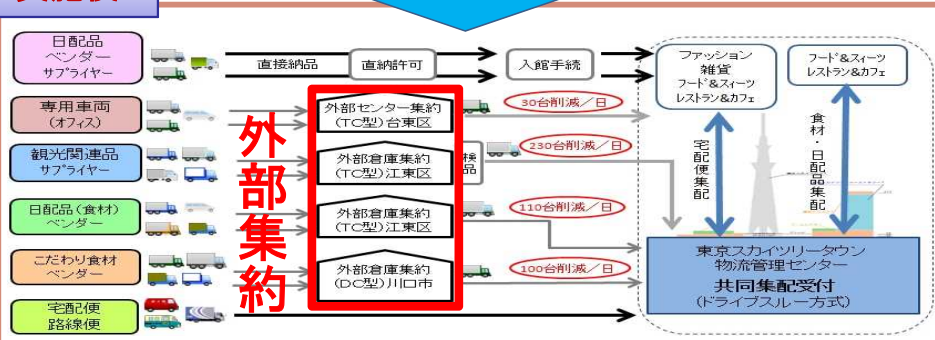 実施後
日配品
ベンダー
サプライヤー
直接納品
直納許可
入館手続
ファッション
雑貨
フード&スィーツ
レストラン&カフェ
フード&スィーツ
レストラン&カフェ
専用車両
(オフィス)
外部センター集約
(TC型)台東区
30台削減/日
観光関連品
サプライヤー
外部倉庫集約
(TC型)江東区
検品
230台削減/日
日配品(食材)
ベンダー
外部倉庫集約
(TC型)江東区
110台削減/日
こだわり食材
ベンダー
外部倉庫集約
(DC型)川口市
100台削減/日
宅配便
路線便
外部集約
宅配便集配
食材・日配品集配
東京スカイツリータウン
物流管理センター
共同集配受付
(ドライブスルー方式)